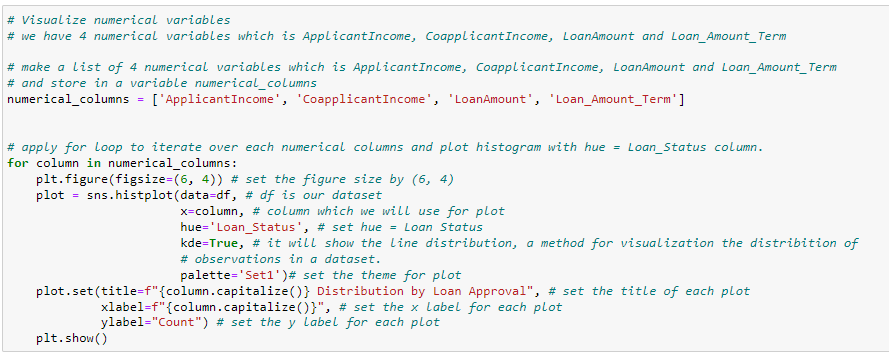 # Visualize numerical variables
# we have 4 numerical variables which is ApplicantIncome, CoapplicantIncome, LoanAmount and Loan_Amount_Term
# make a list of 4 numerical variables which is ApplicantIncome, CoapplicantIncome, LoanAmount and Loan_Amount_Term
# and store in a variable numerical_columns
numerical_columns = ['ApplicantIncome', 'CoapplicantIncome', 'LoanAmount', 'Loan_Amount_Term']
# apply for loop to iterate over each numerical columns and plot histogram with hue = Loan_Status column.
for column in numerical_columns:
    plt.figure(figsize=(6, 4)) # set the figure size by (6, 4)
    plot = sns.histplot(data=df, # df is our dataset
                        x=column, # column which we will use for plot
                        hue='Loan_Status', # set hue = Loan Status
                        kde=True, # it will show the line distribution, a method for visualization the distribition of
                        # observations in a dataset.
                        palette='Set1')# set the theme for plot
    plot.set(title=f"{column.capitalize()} Distribution by Loan Approval", # set the title of each plot
             xlabel=f"{column.capitalize()}", # set the x label for each plot
             ylabel="Count") # set the y label for each plot
    plt.show()